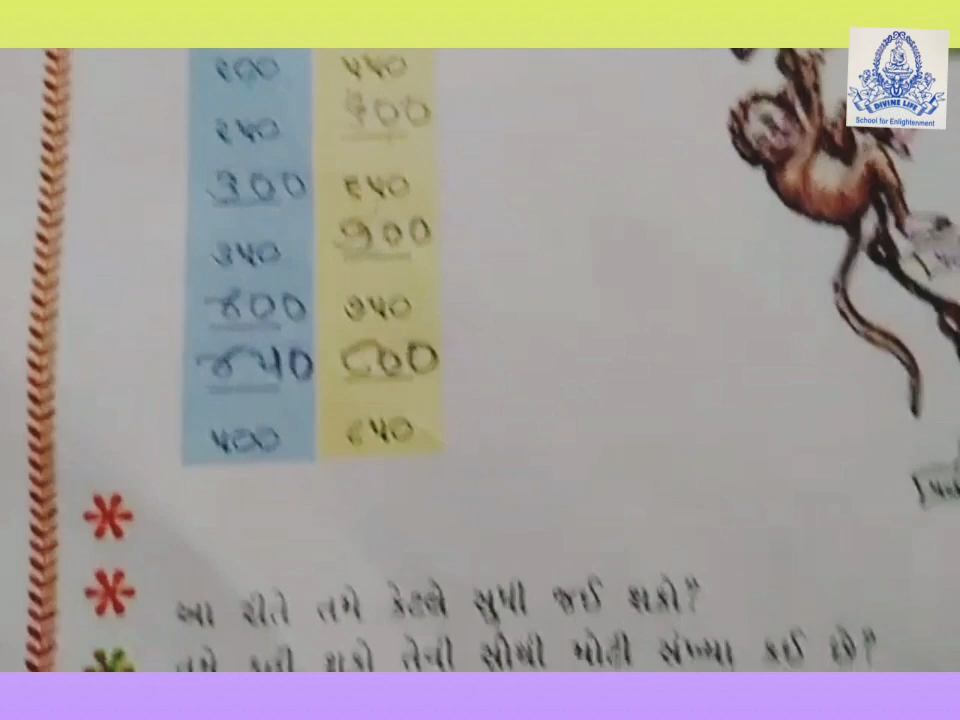 ૨૦૦ ૫૫૦
૨૫૦ ૬૦૦
૩૦૦ ૬૫૦
૩૫૦ ૭૦૦
૪૦૦ ૭૫૦
૪૫૦ ૮૦૦
૫૦૦ ૮૫૦
આ રીતે તમે કેટલે સુધી જઈ શકો?
તમે કહી શકો તેની સૌથી મોટી સંખ્યા કઈ છે?
DIVINE LIFE
School for Enlightenment